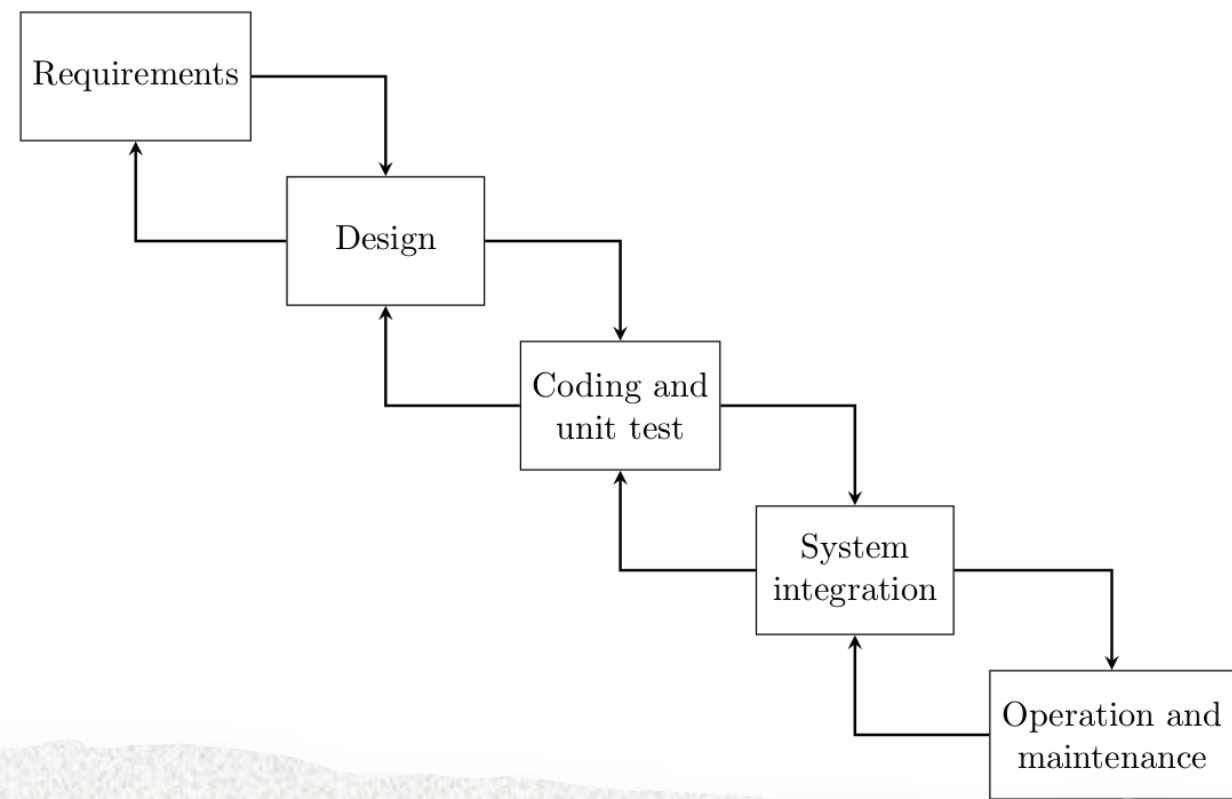 Requirements
Design
Coding and
unit test
System
integration
Operation and
maintenance